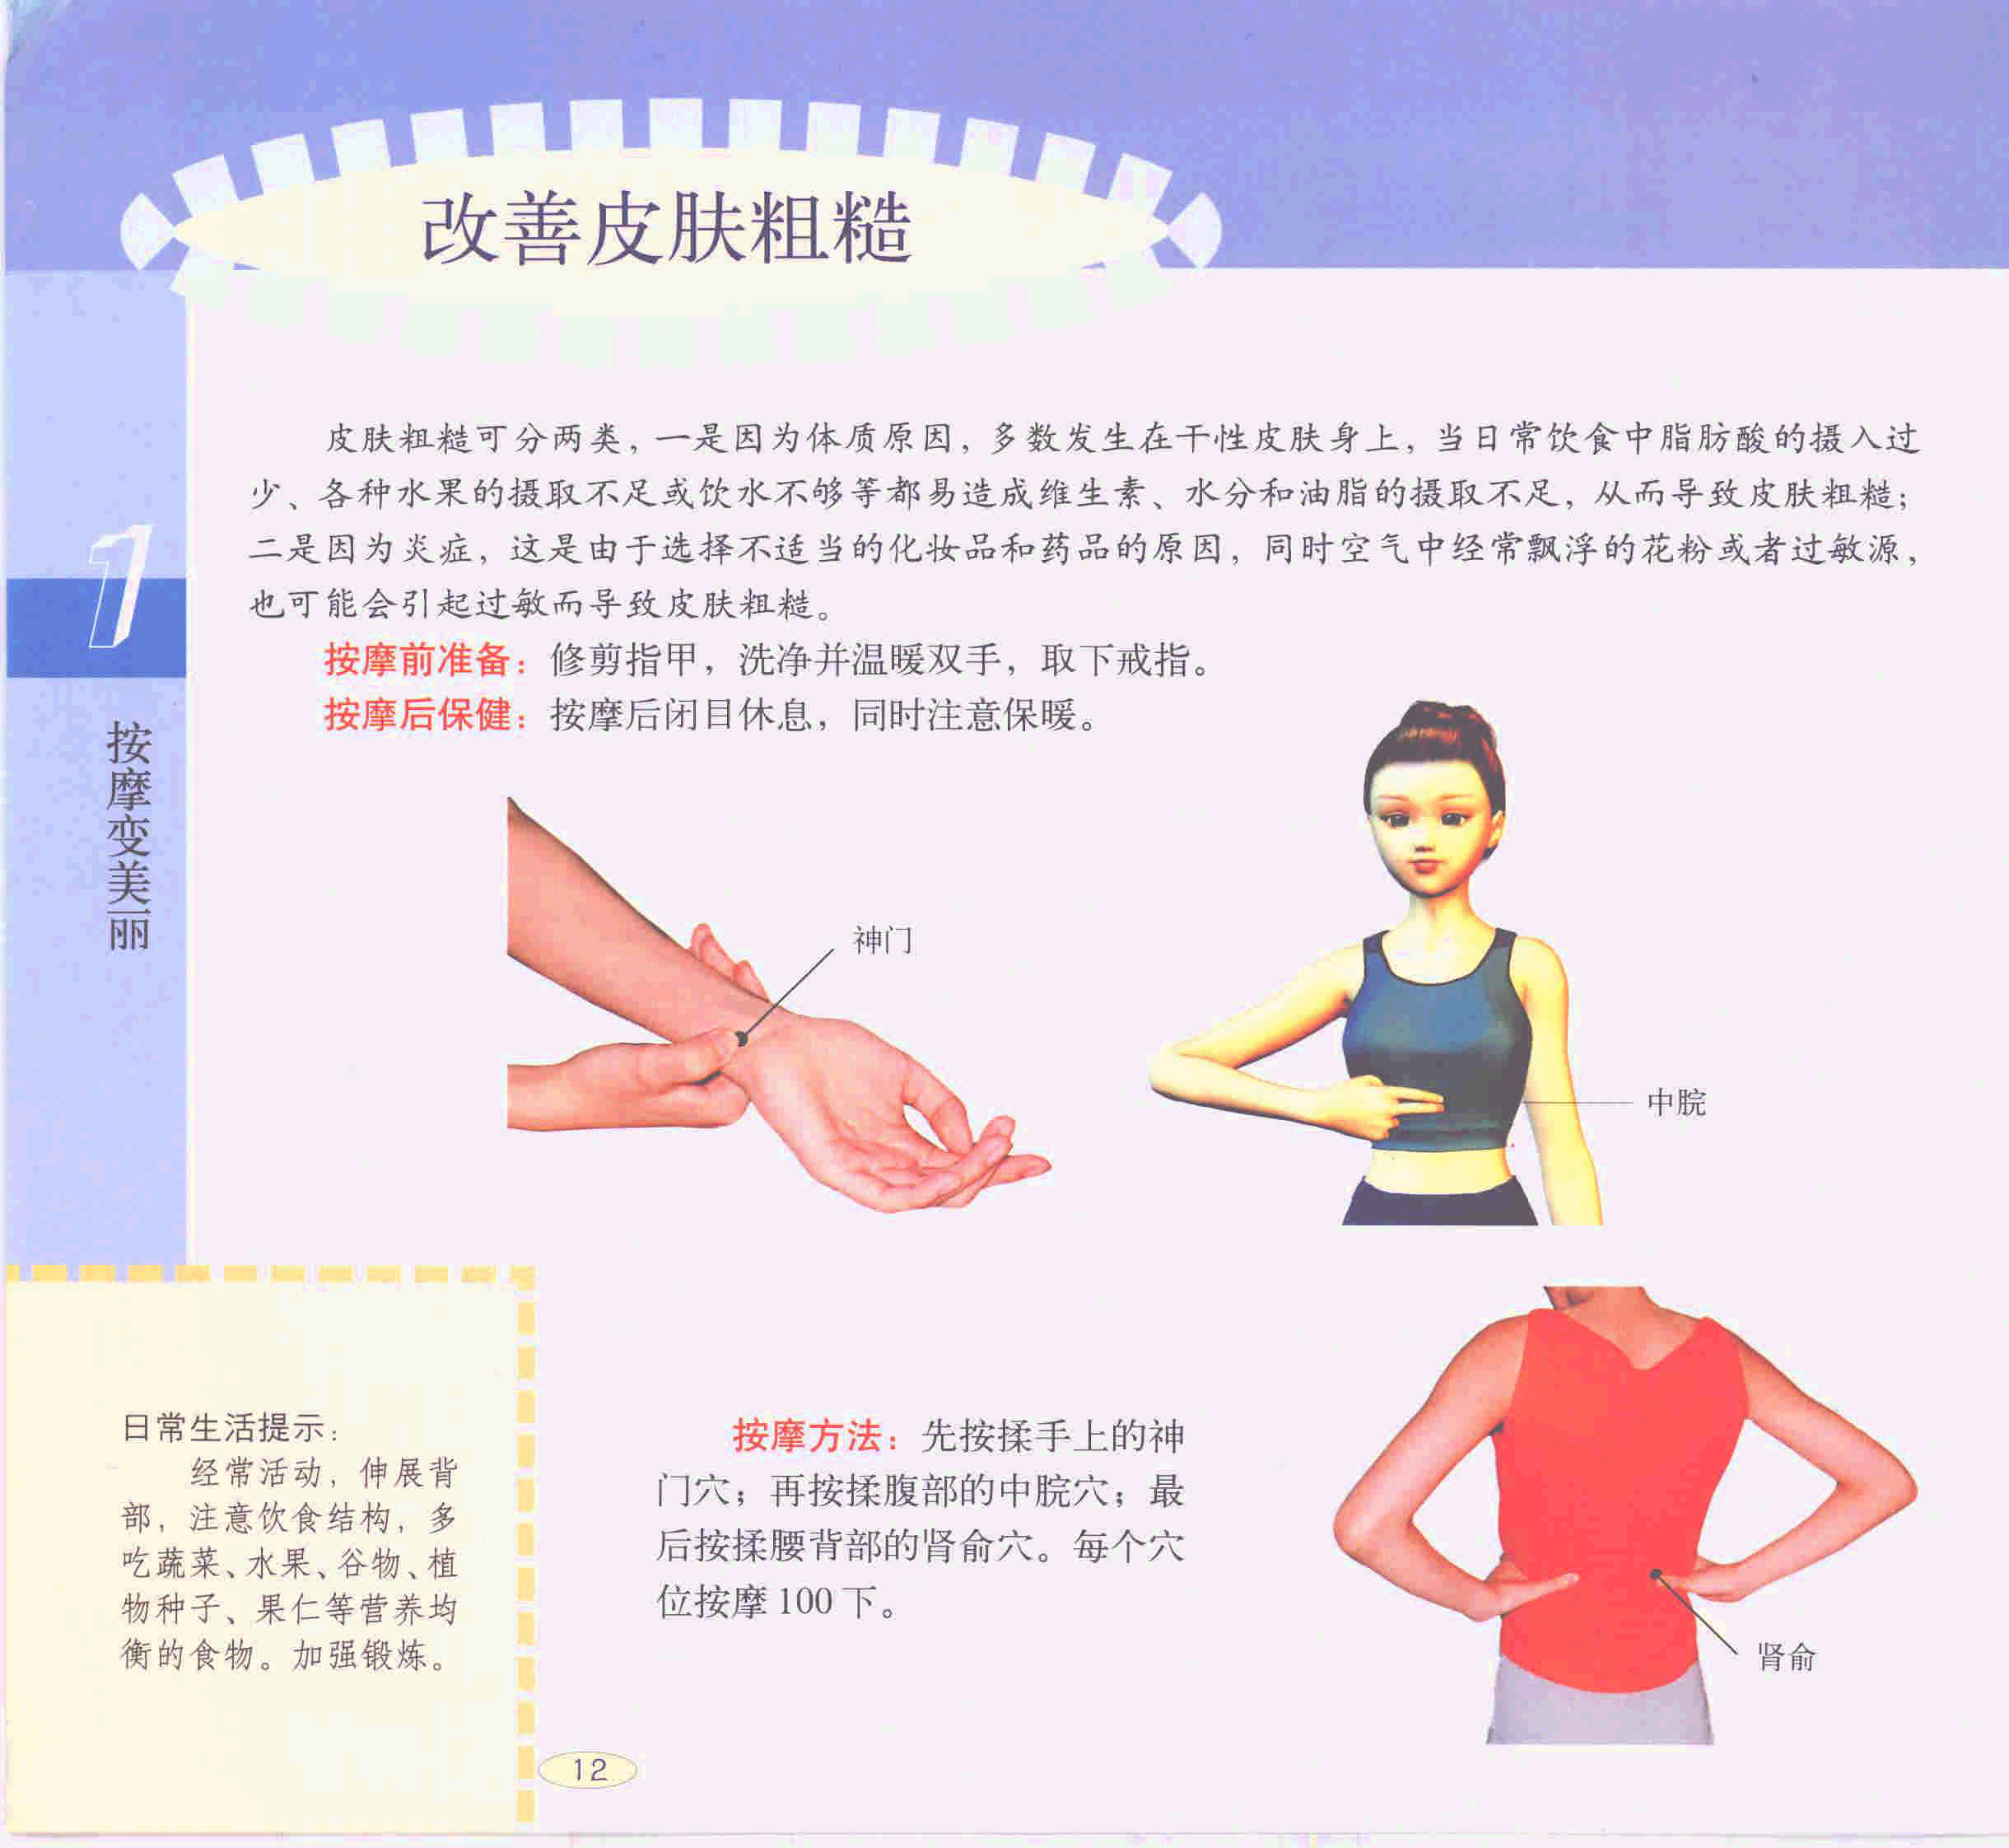 改善皮肤粗糙
皮肤粗糙可分两类，一是因为体质原因，多数发生在干性皮肤身上，当日常饮食中脂肪酸的摄入过
少、各种水果的摄取不足或饮水不够等都易造成维生素、水分和油脂的摄取不足，从而导致皮肤粗糙；
二是因为炎症，这是由于选择不适当的化妆品和药品的原因，同时空气中经常飘浮的花粉或者过敏源，
也可能会引起过敏而导致皮肤粗糙。
按摩前准备：修剪指甲，洗净并温暖双手，取下戒指。
按摩后保健：按摩后闭目休息，同时注意保暖。
1
按摩变美丽
神门
中脘
日常生活提示：
经常活动，伸展背
部，注意饮食结构，多
吃蔬菜、水果、谷物、植
物种子、果仁等营养均
衡的食物。加强锻炼。
按摩方法：先按揉手上的神
门穴；再按揉腹部的中脘穴；最
后按揉腰背部的肾俞穴。每个穴
位按摩100下。
肾俞
12